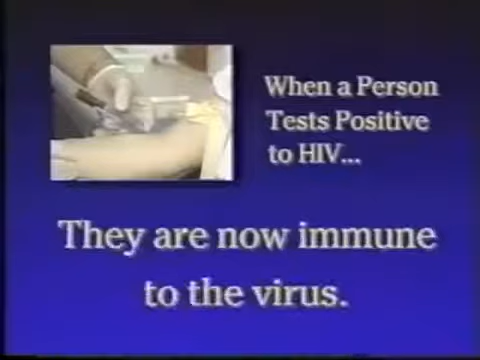 When a Person
Tests Positive
to HIV...
They are now immune
to the virus.